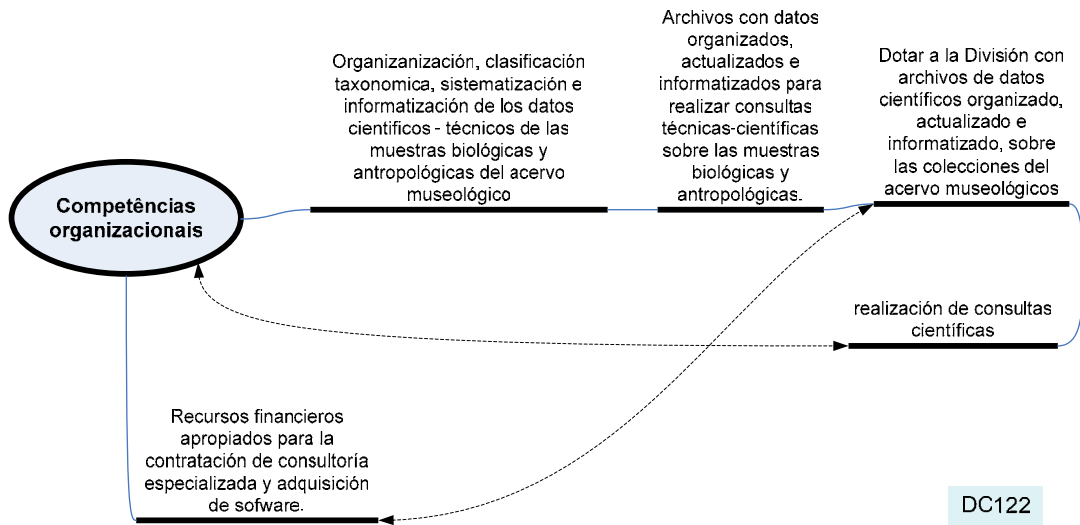 Competências
organizacionais
Organizanización, clasificación
taxonomica, sistematización e
informatización de los datos
cientificos - técnicos de las
muestras biológicas y
antropológicas del acervo
museológico
Archivos con datos
organizados,
actualizados e
informatizados para
realizar consultas
técnicas-científicas
sobre las muestras
biológicas y
antropológicas.
Dotar a la División con
archivos de datos
científicos organizado,
actualizado e
informatizado, sobre
las colecciones del
acervo museológicos
realización de consultas
científicas
Recursos financieros
apropiados para la
contratación de consultoría
especializada y adquisición
de sofware.
DC122